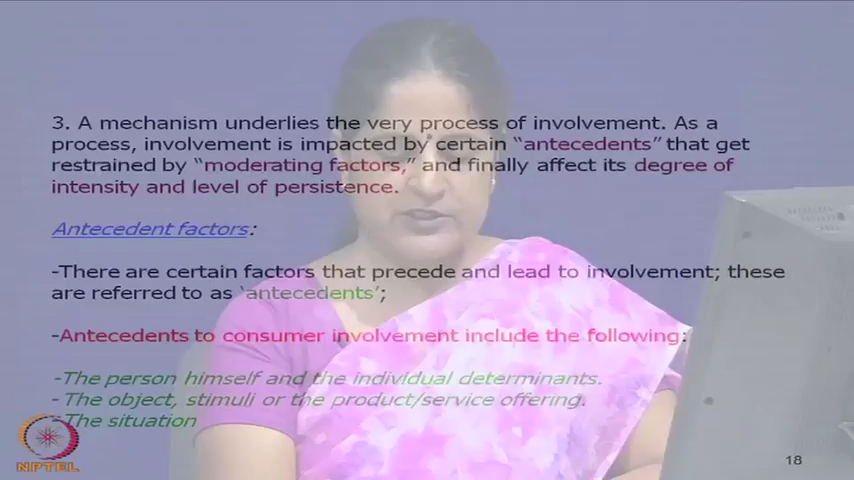 3. A mechanism underlies the very process of involvement. As a
process, involvement is impacted by certain “antecedents” that get
restrained by “moderating factors,” and finally affect its degree of
intensity and level of persistence.
Antecedent factors:
-There are certain factors that precede and lead to involvement; these
are referred to as ‘antecedents’;
-Antecedents to consumer involvement include the following:
-The person himself and the individual determinants.
- The object, stimuli or the product/service offering.
-The situation
NPTEL
18